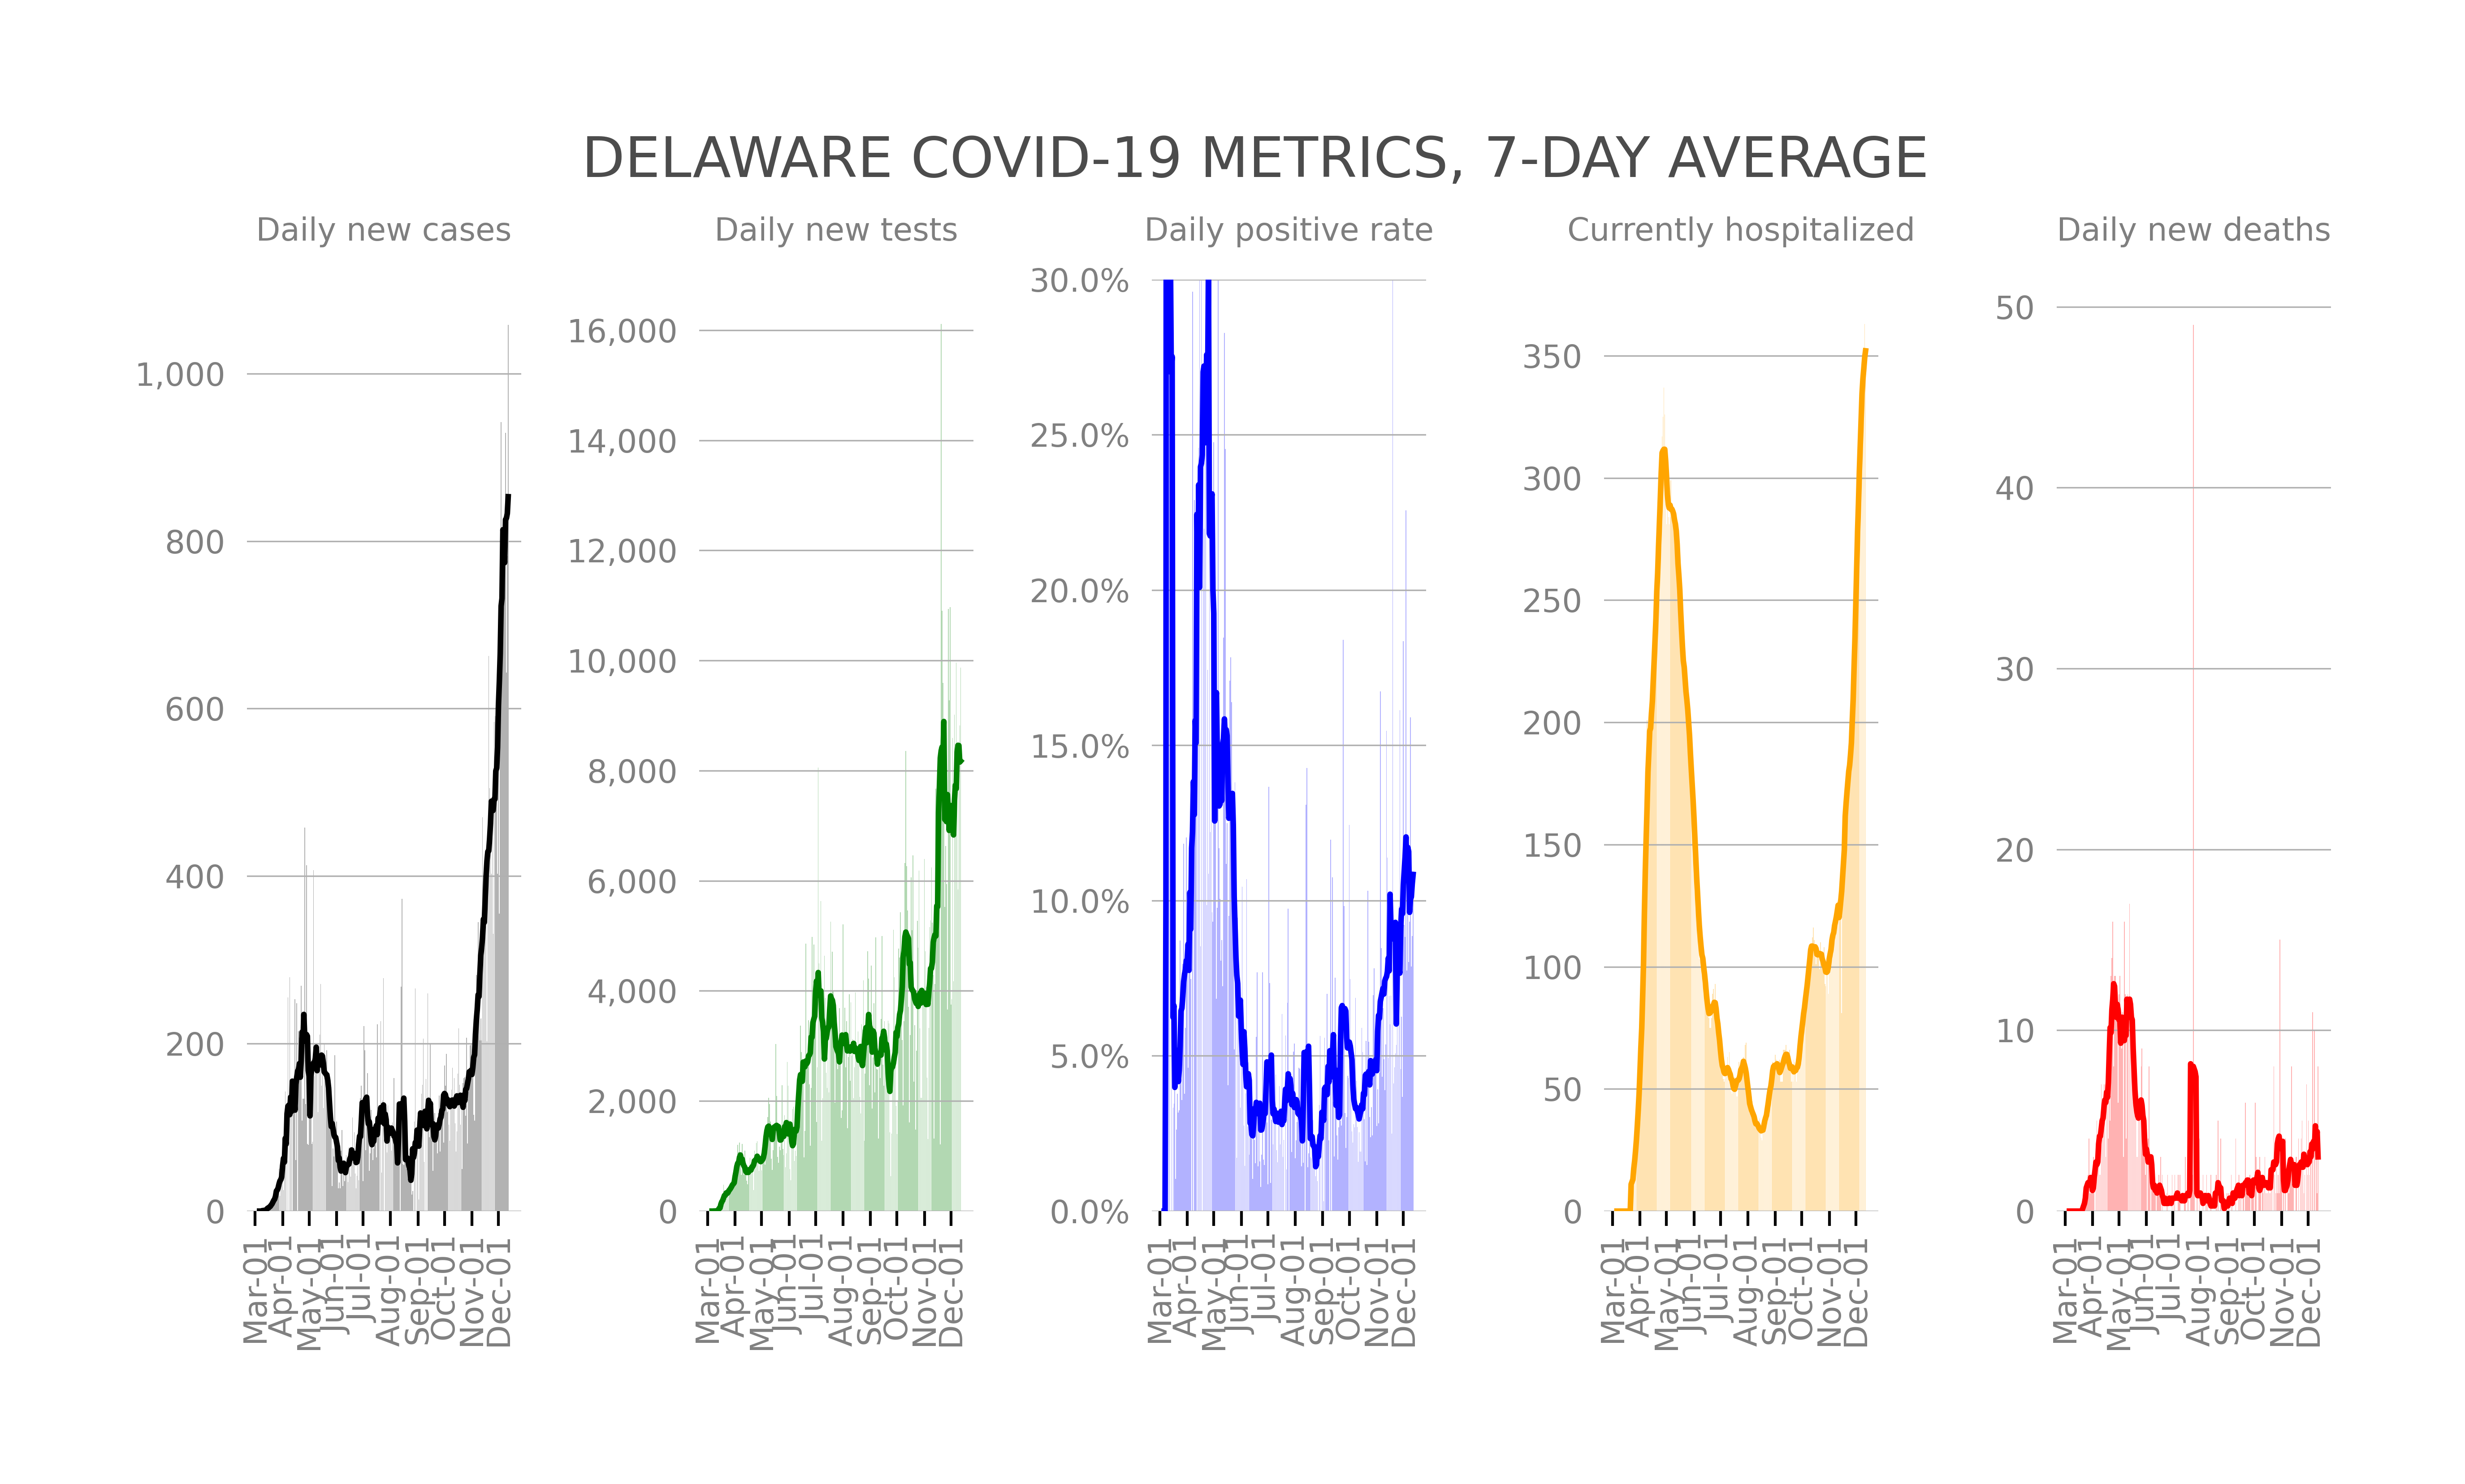 DELAWARE COVID-19 METRICS, 7-DAY AVERAGE
Daily new cases
1,000
800
600
400
200
0
Mar-01
Apr-01
May-01
Jun-01
Jul-01
Aug-01
Sep-01
Oct-01
Nov-01
Dec-01
Daily new tests
16,000
14,000
12,000
10,000
8,000
6,000
4,000
2,000
0
Mar-01
Apr-01
May-01
Jun-01
Jul-01
Aug-01
Sep-01
Oct-01
Nov-01
Dec-01
Daily positive rate
30.0%
25.0%
20.0%
15.0%
10.0%
5.0%
0.0%
Mar-01
Apr-01
May-01
Jun-01
Jul-01
Aug-01
Sep-01
Oct-01
Nov-01
Dec-01
Currently hospitalized
350
300
250
200
150
100
50
0
Mar-01
Apr-01
May-01
Jun-01
Jul-01
Aug-01
Sep-01
Oct-01
Nov-01
Dec-01
Daily new deaths
50
40
30
20
10
0
Mar-01
Apr-01
May-01
Jun-01
Jul-01
Aug-01
Sep-01
Oct-01
Nov-01
Dec-01